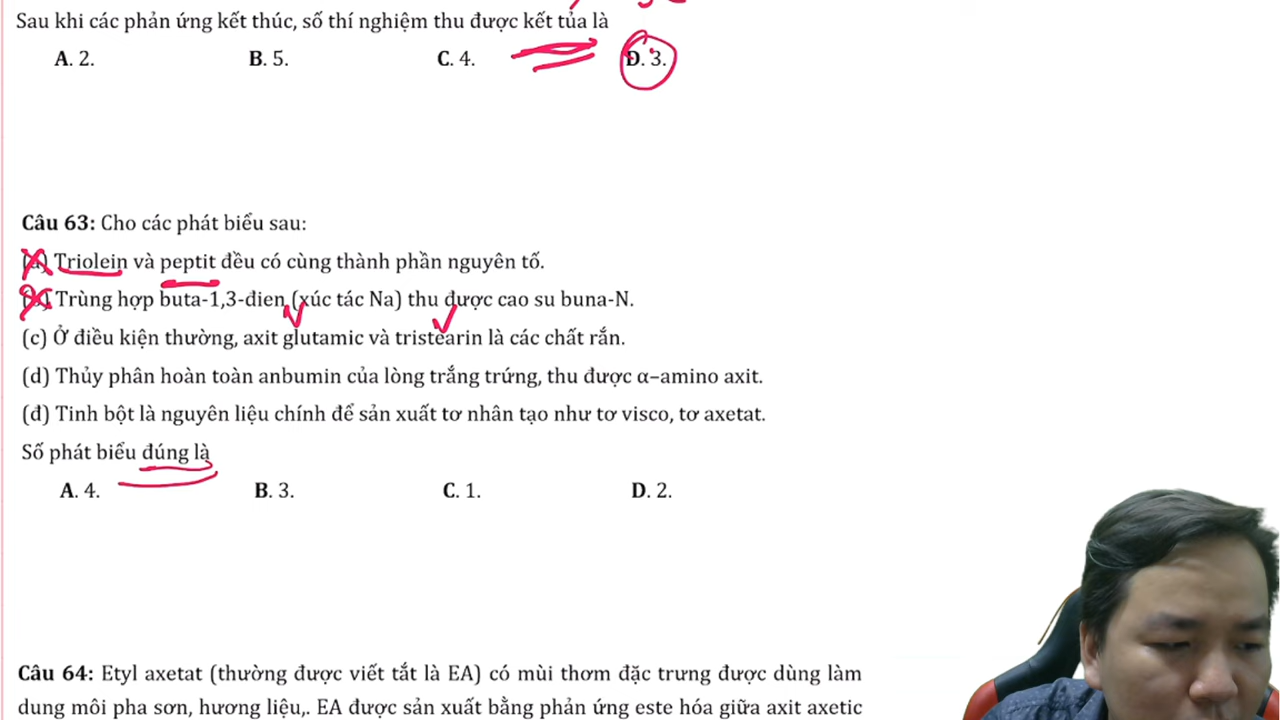 Sau khi các phản ứng kết thúc, số thí nghiệm thu được kết tủa là
A. 2. B. 5. C. 4. D. 3.
Câu 63: Cho các phát biểu sau:
(a) Triolein và peptit đều có cùng thành phần nguyên tố.
(b) Trùng hợp buta-1,3-đien (xúc tác Na) thu được cao su buna-N.
(c) Ở điều kiện thường, axit glutamic và tristearin là các chất rắn.
(d) Thủy phân hoàn toàn anbumin của lòng trắng trứng, thu được α–amino axit.
(đ) Tinh bột là nguyên liệu chính để sản xuất tơ nhân tạo như tơ visco, tơ axetat.
Số phát biểu đúng là
A. 4. B. 3. C. 1. D. 2.
Câu 64: Etyl axetat (thường được viết tắt là EA) có mùi thơm đặc trưng được dùng làm
dung môi pha sơn, hương liệu,. EA được sản xuất bằng phản ứng este hóa giữa axit axetic